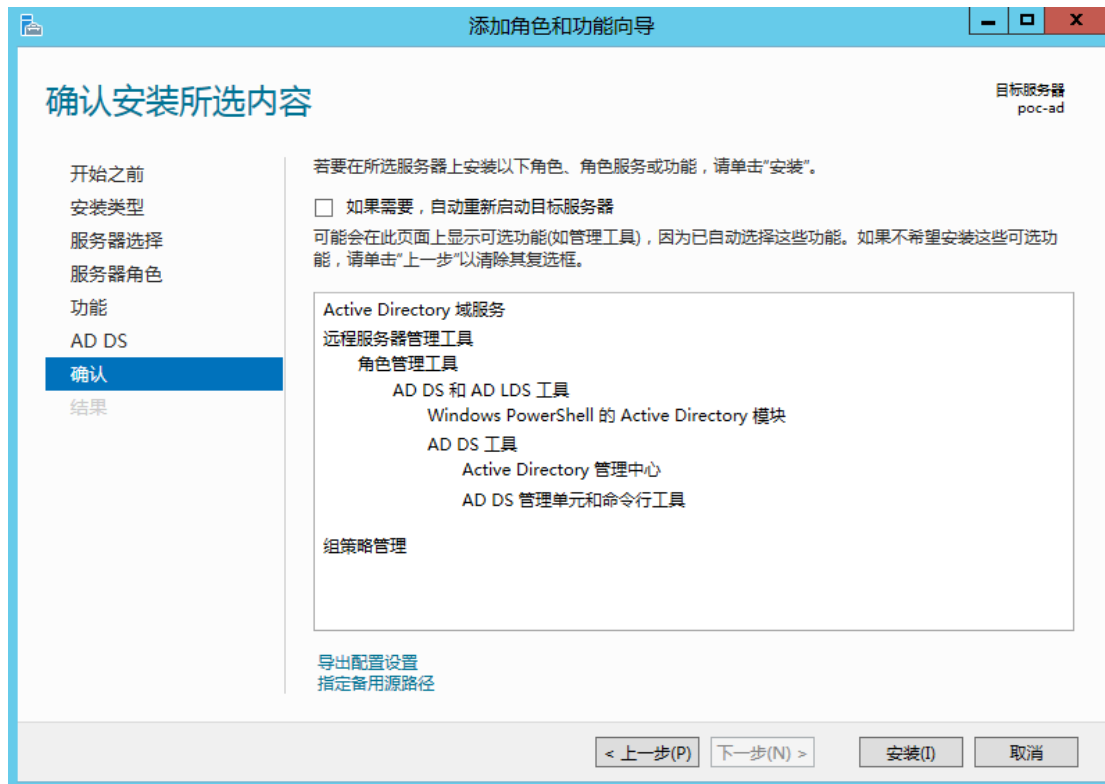 添加角色和功能向导
确认安装所选内容
目标服务器
poc-ad
开始之前
安装类型
服务器选择
服务器角色
功能
AD DS
确认
结果
若要在所选服务器上安装以下角色、角色服务或功能，请单击"安装"。
如果需要，自动重新启动目标服务器
可能会在此页面上显示可选功能(如管理工具)，因为已自动选择这些功能。如果不希望安装这些可选功
能，请单击"上一步"以清除其复选框。
Active Directory 域服务
远程服务器管理工具
角色管理工具
AD DS 和 AD LDS 工具
Windows PowerShell 的 Active Directory 模块
AD DS 工具
Active Directory 管理中心
AD DS 管理单元和命令行工具
组策略管理
导出配置设置
指定备用源路径
< 上一步(P) 下一步(N) > 安装(I) 取消